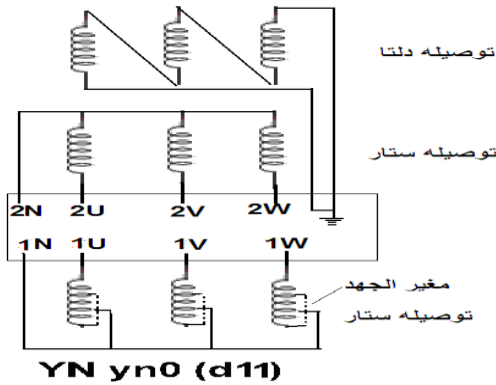 توصيله دلتا
توصيله ستار
2N 2U 2V 2W
1N 1U 1V 1W
مغير الجهد
توصيله ستار
YN yn0 (d11)